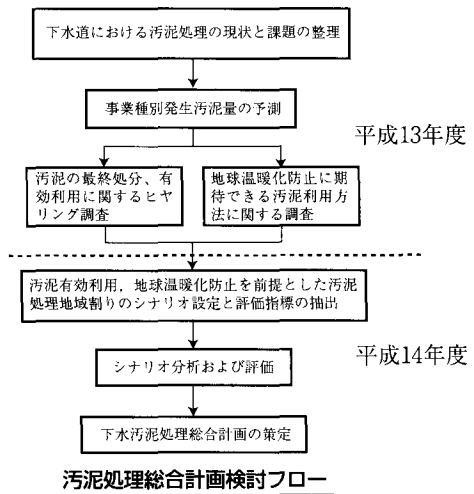 下水道における汚泥処理の現状と課題の整理
事業種別発生汚泥量の予測
平成13年度
汚泥の最終処分、有
効利用に関するヒヤ
リング調査
地球温暖化防止に期
待できる汚泥利用方
法に関する調査
汚泥有効利用，地球温暖化防止を前提とした汚泥
処理地域割りのシナリオ設定と評価指標の抽出
平成14年度
シナリオ分析および評価
下水汚泥処理総合計画の策定
汚泥処理総合計画検討フロー